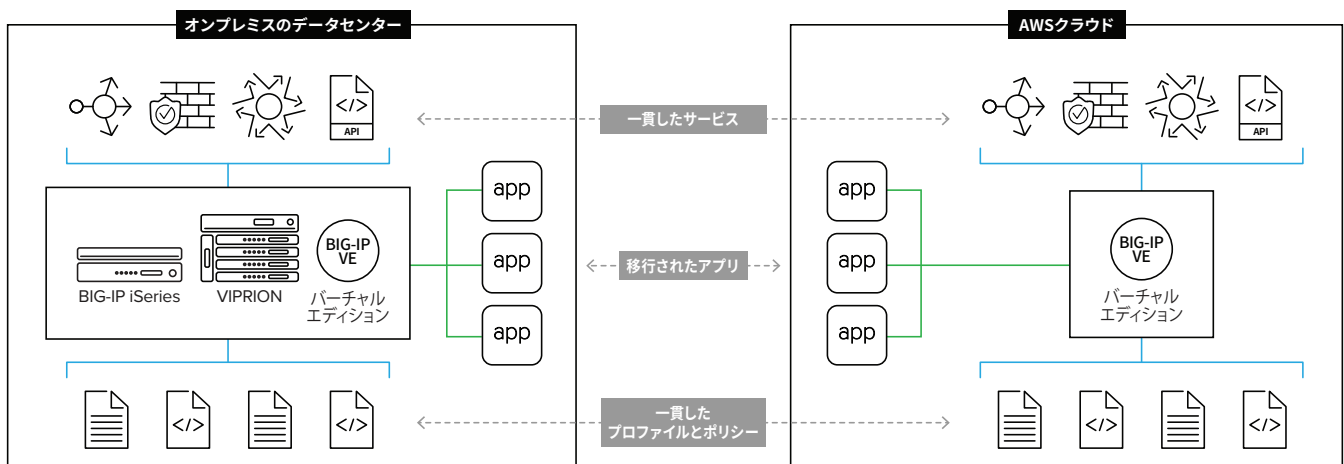 オンプレミスのデータセンター
AWSクラウド
</>
API
一貫したサービス
</>
API
app
app
BIG-IP
VE
移行されたアプリ
BIG-IP
VE
app
app
BIG-IP iSeries
VIPRION
バーチャル
エディション
バーチャル
エディション
app
app
一貫した
プロファイルとポリシー
</>
</>
</>
</>